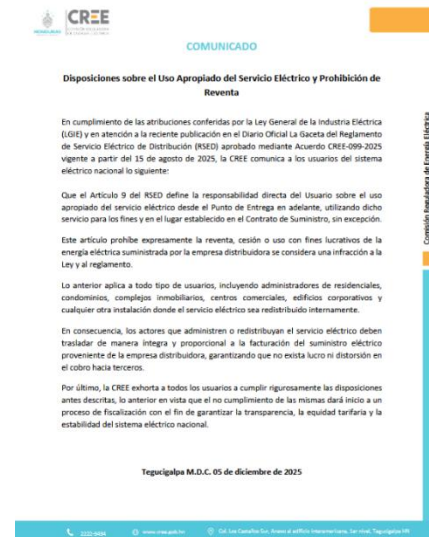 CREE
COMUNICADO
Disposiciones sobre el Uso Apropiado del Servicio Eléctrico y Prohibición de
Reventa
En cumplimiento de las atribuciones conferidas por la Ley General de la Industria Eléctrica
(LGIE) y en atención a la reciente publicación en el Diario Oficial La Gaceta del Reglamento
de Servicio Eléctrico de Distribución (RSED) aprobado mediante Acuerdo CREE-099-2025
vigente a partir del 15 de agosto de 2025, la CREE comunica a los usuarios del sistema
eléctrico nacional lo siguiente:
Que el Artículo 9 del RSED define la responsabilidad directa del Usuario sobre el uso
apropiado del servicio eléctrico desde el Punto de Entrega en adelante, utilizando dicho
servicio para los fines y en el lugar establecido en el Contrato de Suministro, sin excepción.
Este artículo prohíbe expresamente la reventa, cesión o uso con fines lucrativos de la
energía eléctrica suministrada por la empresa distribuidora se considera una infracción a la
Ley y al reglamento.
Lo anterior aplica a todo tipo de usuarios, incluyendo administradores de residenciales,
condominios, complejos inmobiliarios, centros comerciales, edificios corporativos y
cualquier otra instalación donde el servicio eléctrico sea redistribuido internamente.
En consecuencia, los actores que administren o redistribuyan el servicio eléctrico deben
trasladar de manera íntegra y proporcional a la facturación del suministro eléctrico
proveniente de la empresa distribuidora, garantizando que no exista lucro ni distorsión en
el cobro hacia terceros.
Por último, la CREE exhorta a todos los usuarios a cumplir rigurosamente las disposiciones
antes descritas, lo anterior en vista que el no cumplimiento de las mismas dará inicio a un
proceso de fiscalización con el fin de garantizar la transparencia, la equidad tarifaria y la
estabilidad del sistema eléctrico nacional.
Tegucigalpa M.D.C. 05 de diciembre de 2025
Comisión Reguladora de Energía Eléctrica
www.cree.gob.hn
Col. Las Castaños Sur. Anexo al edificio Interamericana, 1er nivel, Tegucigalpa HN